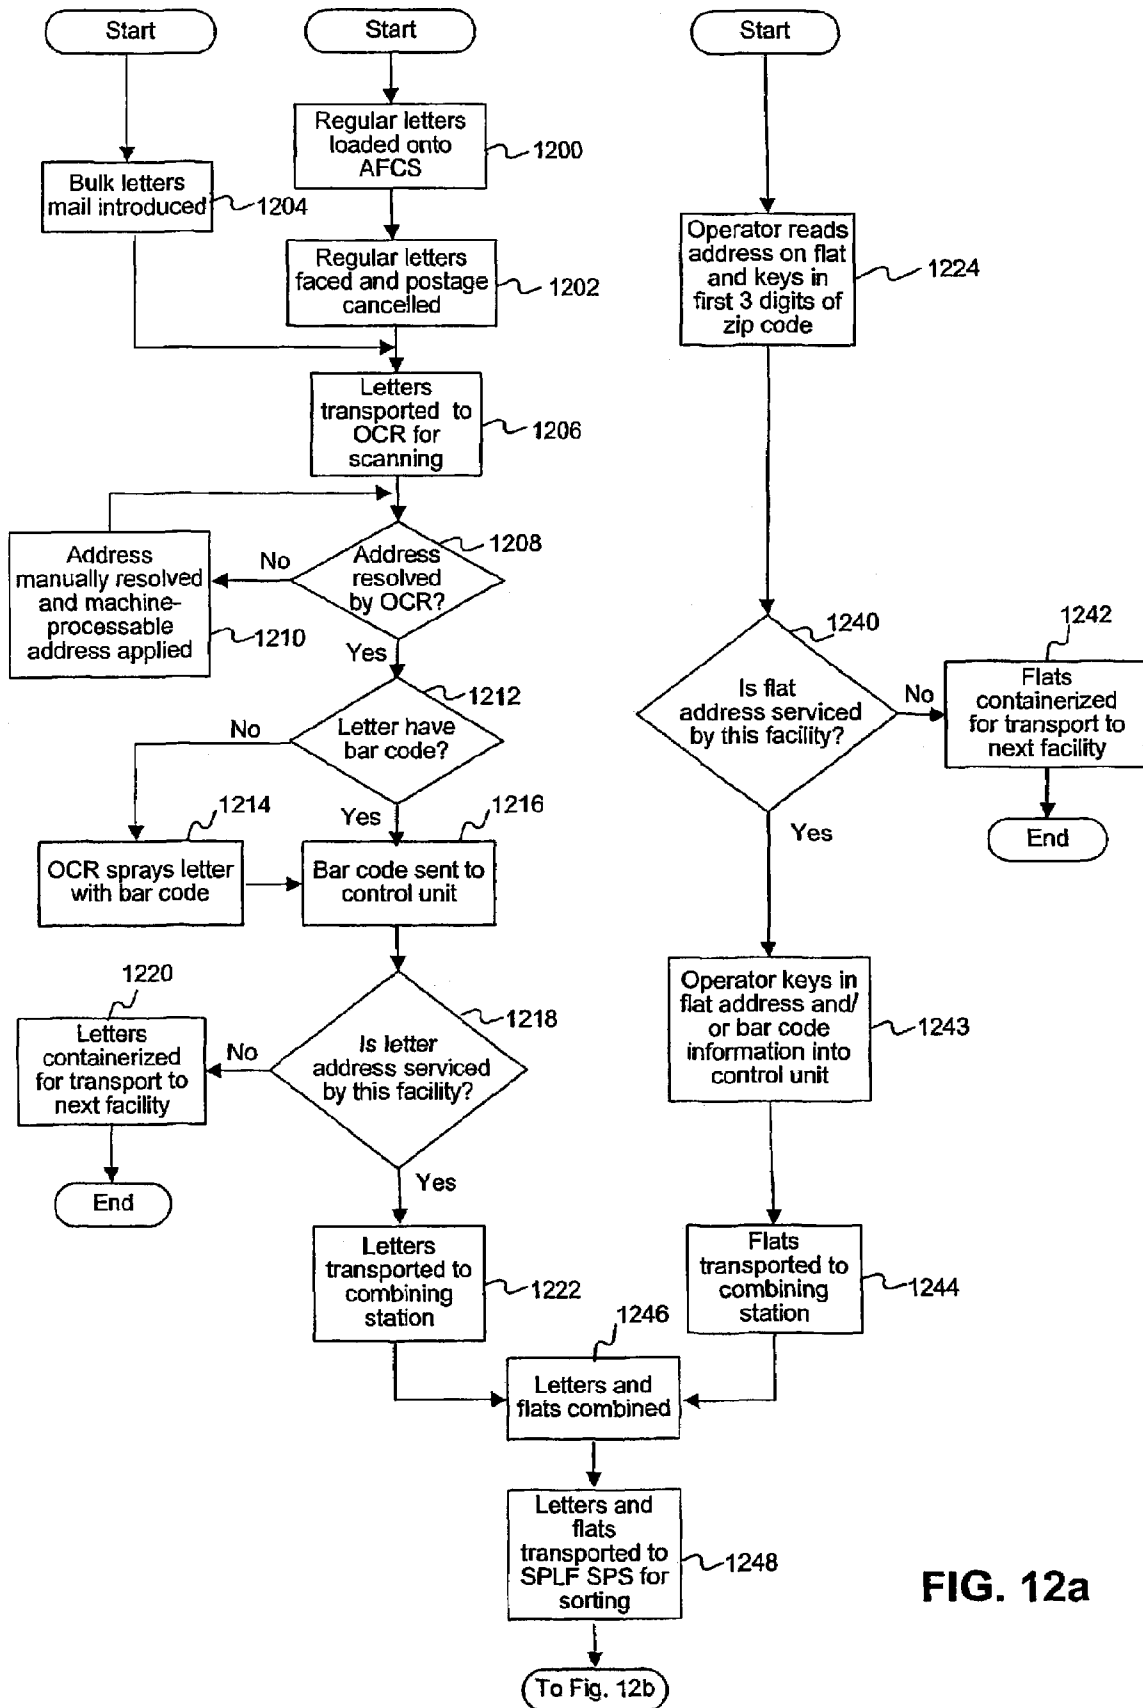 Start
Start
Start
Regular letters
loaded onto
AFCS
1200
Bulk letters
mail introduced
1204
Regular letters
faced and postage
cancelled
1202
Operator reads
address on flat
and keys in
first 3 digits of
zip code
1224
Letters
transported to
OCR for
scanning
1206
Address
resolved
by OCR?
1208
No
Address
manually resolved
and machine-
processable
address applied
1210
Yes
Letter have
bar code?
1212
No
Yes
OCR sprays letter
with bar code
1214
Bar code sent to
control unit
1216
Is flat
address serviced
by this facility?
1240
No
Flats
containerized
for transport to
next facility
1242
End
Yes
Is letter
address serviced
by this facility?
1218
No
Letters
containerized
for transport to
next facility
1220
End
Yes
Operator keys in
flat address and/
or bar code
information into
control unit
1243
Letters
transported to
combining
station
1222
Flats
transported to
combining
station
1244
Letters and
flats combined
1246
Letters and
flats
transported to
SPLF SPS for
sorting
1248
To Fig. 12b
FIG. 12a